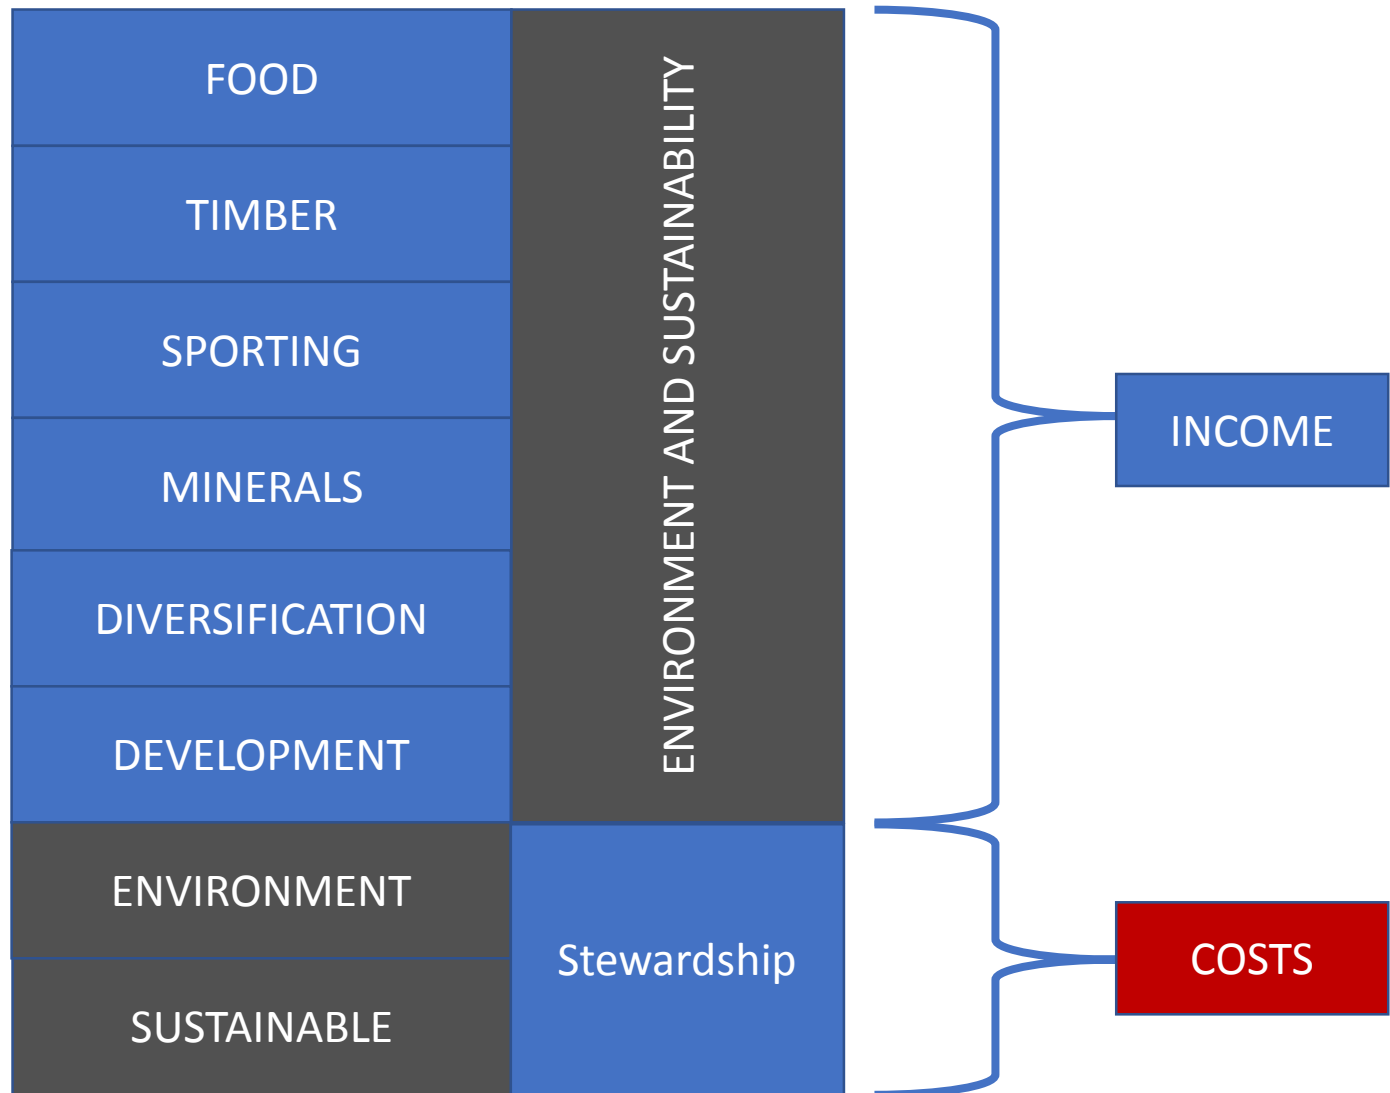 FOOD
TIMBER
SPORTING
MINERALS
DIVERSIFICATION
DEVELOPMENT
ENVIRONMENT
SUSTAINABLE
ENVIRONMENT AND SUSTAINABILITY
Stewardship
INCOME
COSTS